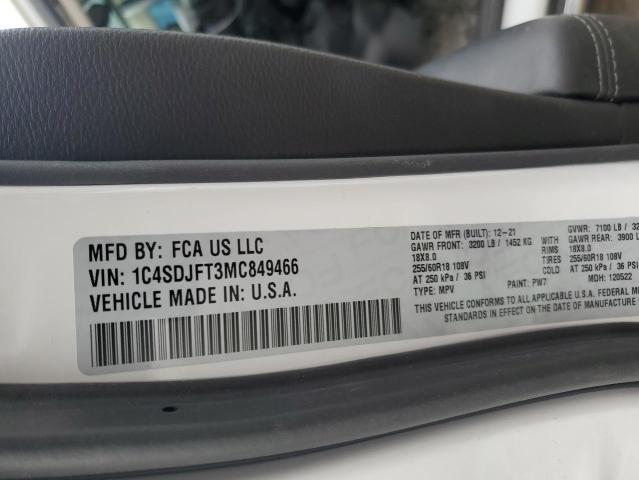 MFD BY: FCA US LLC
VIN: 1C4SDJFT3MC849466
VEHICLE MADE IN: U.S.A.
DATE OF MFR (BUILT): 12-21
GVWR: 7100 LB /
GAWR FRONT: 3200 LB / 1452 KG
WITH
GAWR REAR: 3900
18X8.0
RIMS
18X8.0
255/60R18 108V
TIRES
255/60R18 108V
AT 250 kPa / 36 PSI
COLD
AT 250 kPa / 36 PSI
TYPE: MPV
PAINT: PW7
MDH: 120522
THIS VEHICLE CONFORMS TO ALL APPLICABLE U.S.A. FEDERAL
STANDARDS IN EFFECT ON THE DATE OF MANUFACTURE